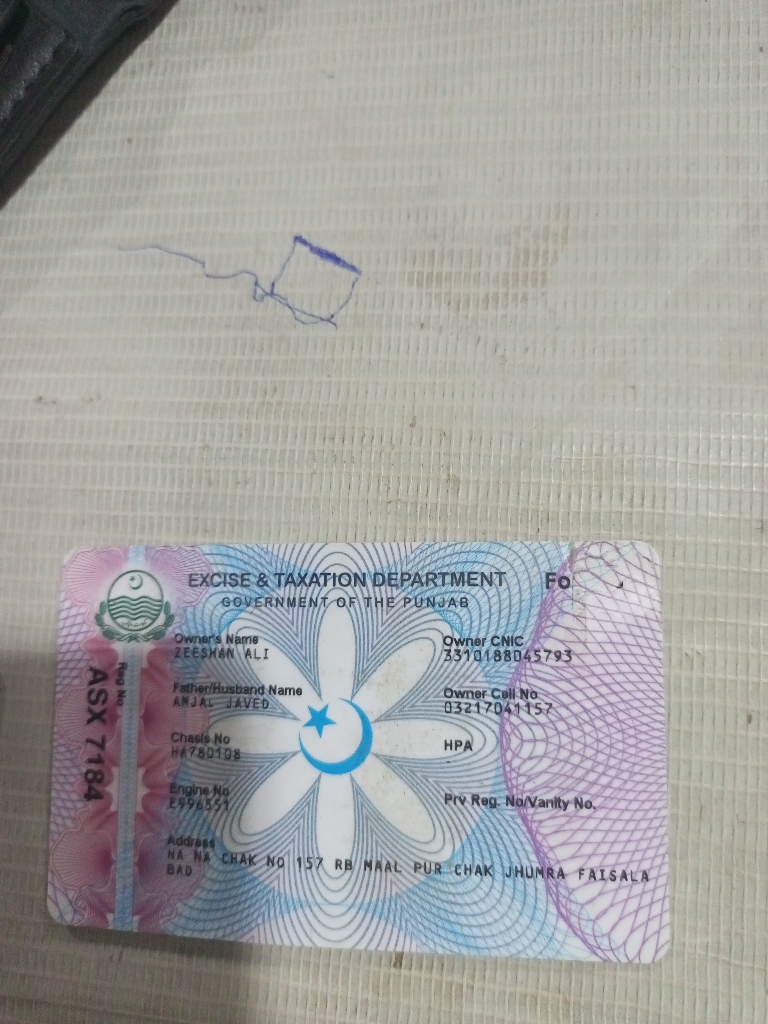 EXCISE & TAXATION DEPARTMENT
GOVERNMENT OF THE PUNJAB
Reg No
ASX 7184
Owner's Name
ZEESHAN ALI
Father/Husband Name
AMJAL JAVED
Chasis No
HA780108
Engine No
E996551
Address
NA NA CHAK NO 157 RB MAAL PUR CHAK JHUMRA FAISALA
BAD
Owner CNIC
3310188045793
Owner Cell No
03217041157
HPA
Prv Reg. No/Vanity No.